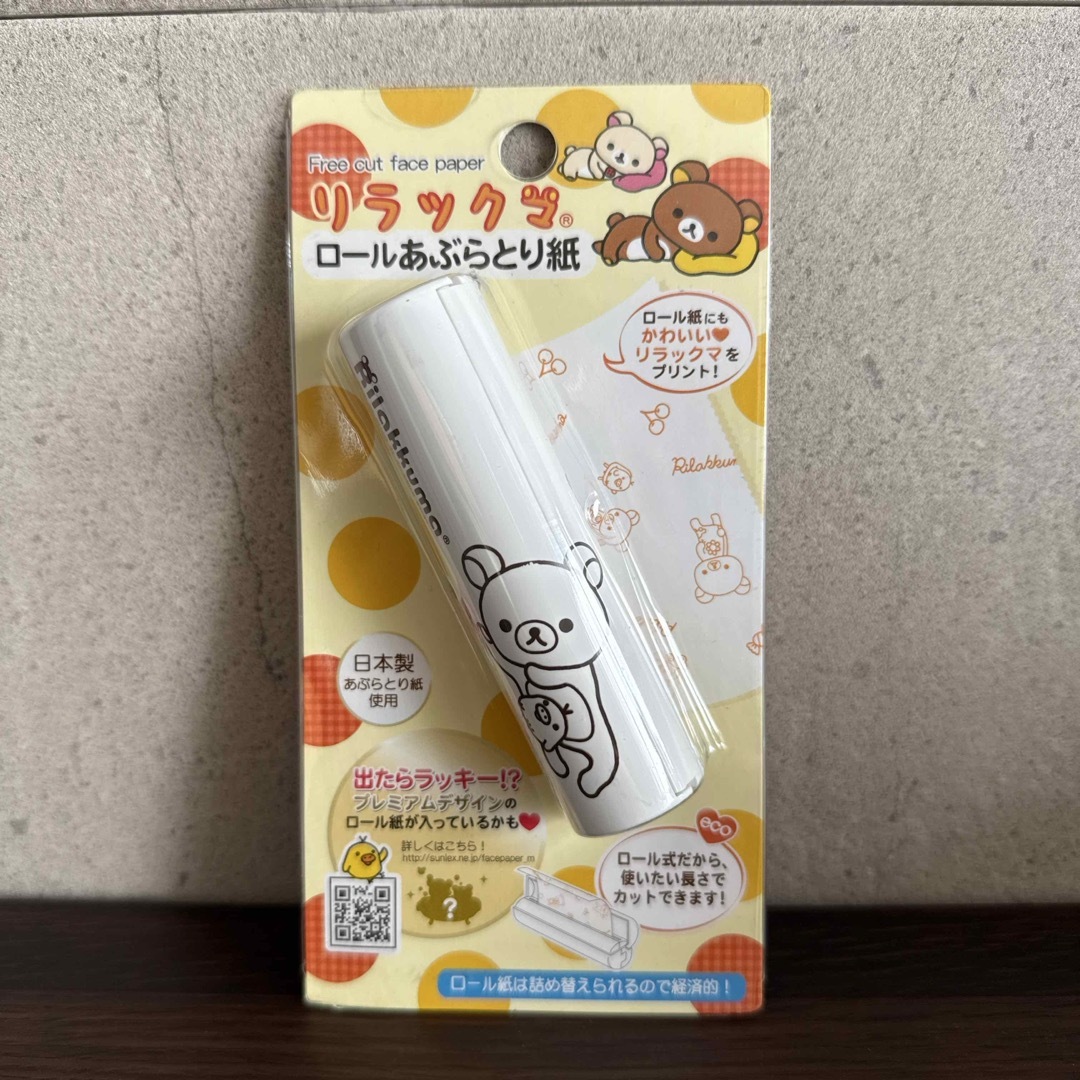 Free cut face paper
リラックマ®
ロールあぶらとり紙
ロール紙にも
かわいい♥
リラックマを
プリント!
Rilakkuma®
Rilakkum
日本製
あぶらとり紙
使用
出たらラッキー!?
プレミアムデザインの
ロール紙が入っているかも♥
詳しくはこちら!
http://sunlex.ne.jp/facepaper_m
?
eco
ロール式だから、
使いたい長さで
カットできます!
ロール紙は詰め替えられるので経済的!